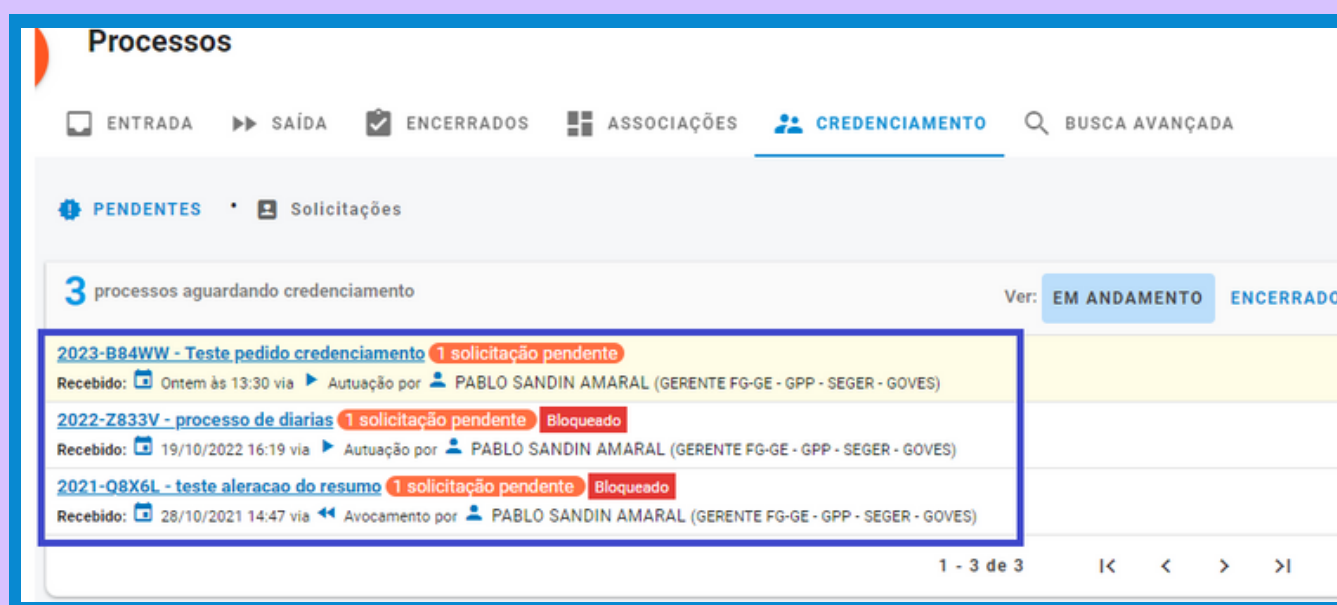 Processos
ENTRADA SAÍDA ENCERRADOS ASSOCIAÇÕES CREDENCIAMENTO BUSCA AVANÇADA
PENDENTES • Solicitações
3 processos aguardando credenciamento Ver: EM ANDAMENTO ENCERRADO
2023-B84WW - Teste pedido credenciamento 1 solicitação pendente
Recebido: Ontem às 13:30 via Autuação por PABLO SANDIN AMARAL (GERENTE FG-GE - GPP - SEGER - GOVES)
2022-Z833V - processo de diarias 1 solicitação pendente Bloqueado
Recebido: 19/10/2022 16:19 via Autuação por PABLO SANDIN AMARAL (GERENTE FG-GE - GPP - SEGER - GOVES)
2021-Q8X6L - teste aleracao do resumo 1 solicitação pendente Bloqueado
Recebido: 28/10/2021 14:47 via Avocamento por PABLO SANDIN AMARAL (GERENTE FG-GE - GPP - SEGER - GOVES)
1 - 3 de 3